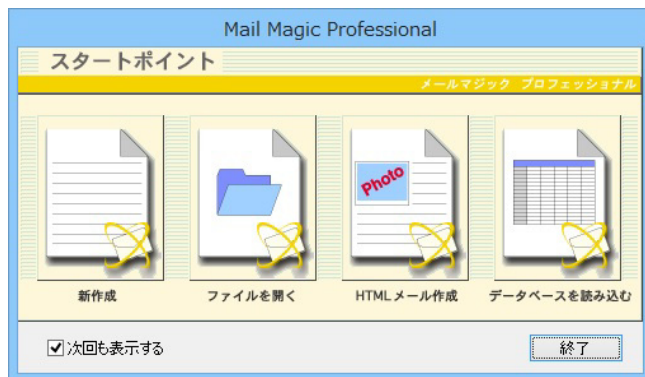 Mail Magic Professional
スタートポイント
メールマジック プロフェッショナル
Photo
新作成
ファイルを開く
HTMLメール作成
データベースを読み込む
次回も表示する
終了